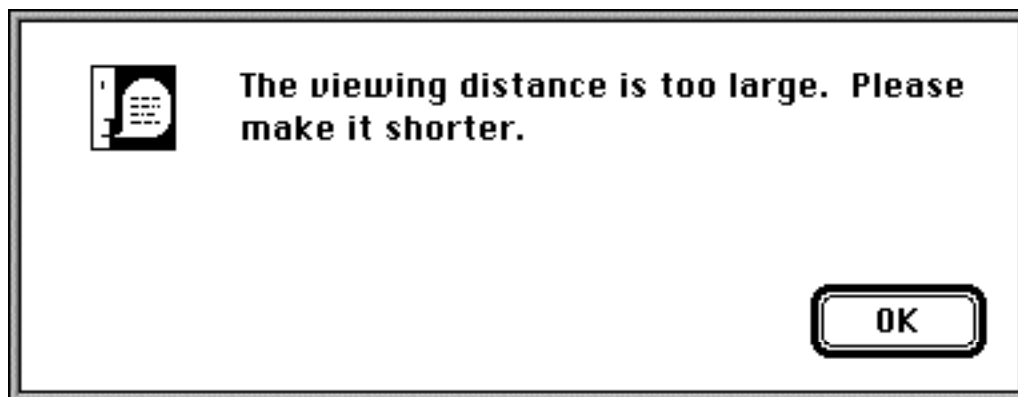 The viewing distance is too large.  Please
make it shorter.
OK